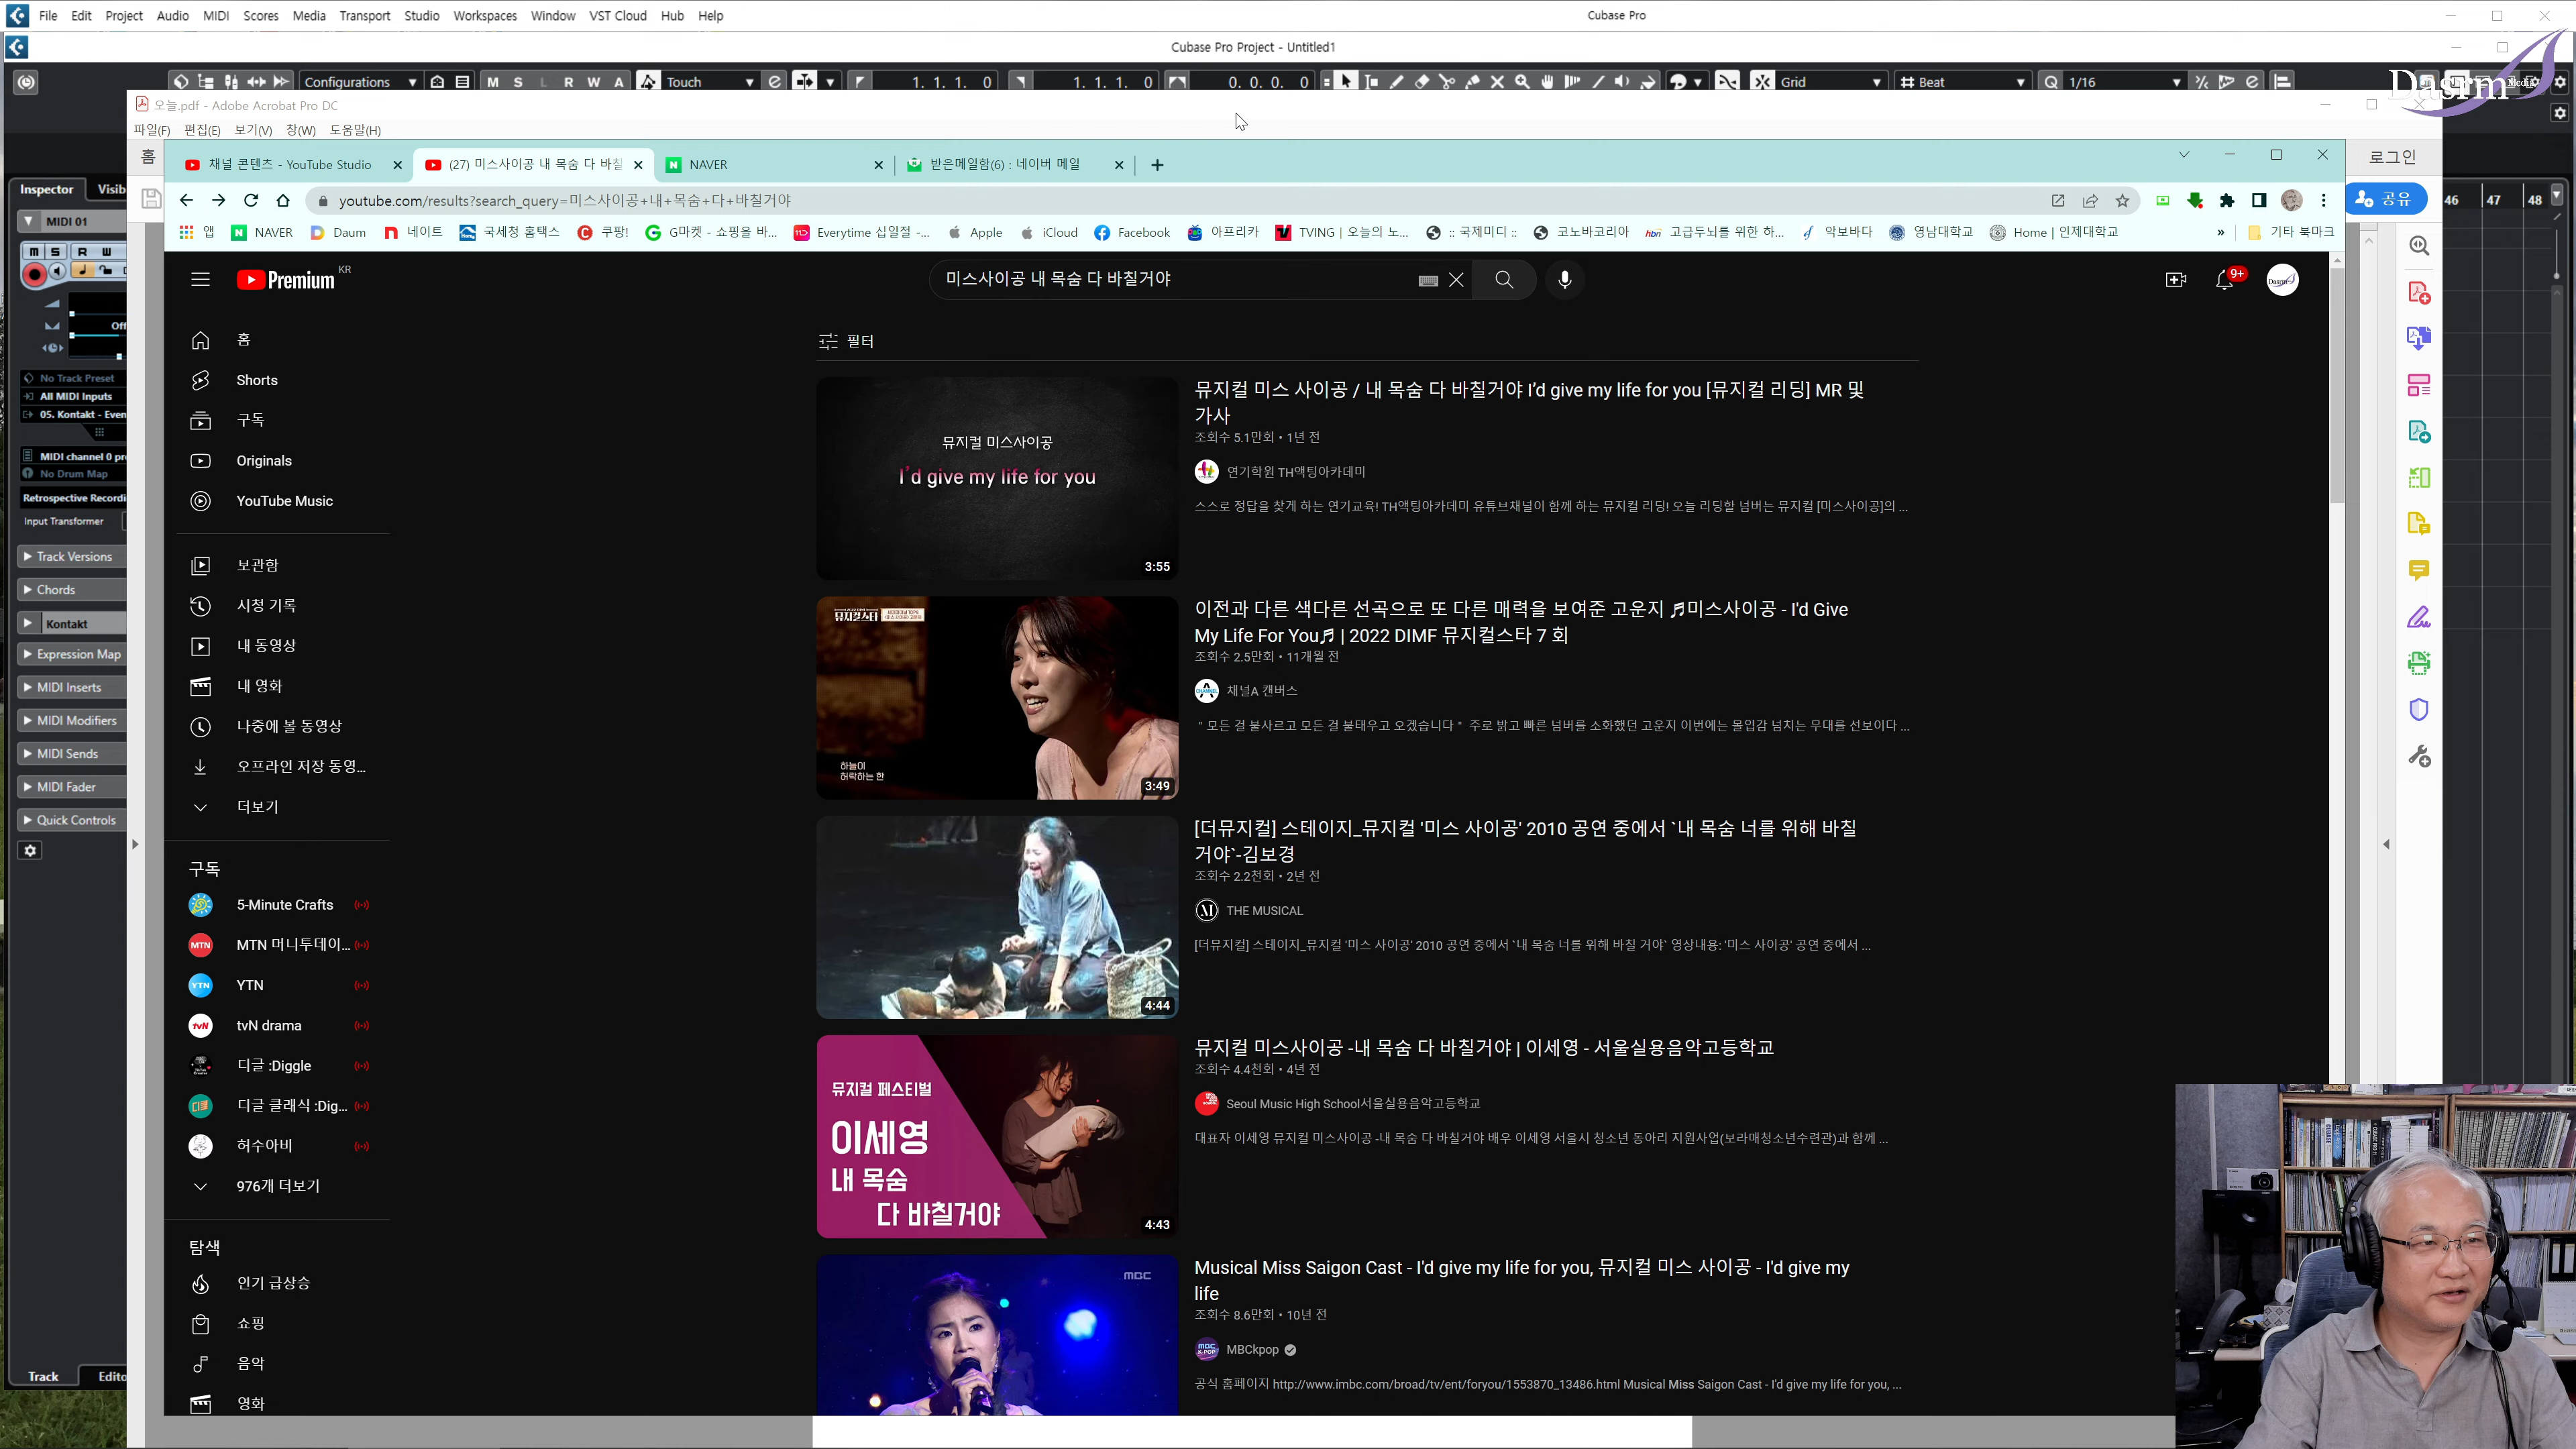 File Edit Project Audio MIDI Scores Media Transport Studio Workspaces Window VST Cloud Hub Help
Cubase Pro
Cubase Pro Project - Untitled1
Configurations M S L R W A Touch 1. 1. 1. 0 1. 1. 1. 0 0. 0. 0. 0 Grid Beat Q 1/16
Dasrm
Media
오늘.pdf - Adobe Acrobat Pro DC
파일(F) 편집(E) 보기(V) 창(W) 도움말(H)
홈
로그인
공유
46 47 48
채널 콘텐츠 - YouTube Studio
(27) 미스사이공 내 목숨 다 바칠
NAVER
받은메일함(6) : 네이버 메일
youtube.com/results?search_query=미스사이공+내+목숨+다+바칠거야
앱 NAVER Daum 네이트 국세청 홈택스 쿠팡! G마켓 - 쇼핑을 바... Everytime 십일절 -... Apple iCloud Facebook 아프리카 TVING | 오늘의 노... :: 국제미디 :: 코노바코리아 고급두뇌를 위한 하... 악보바다 영남대학교 Home | 인제대학교 » 기타 북마크
Inspector Visib
MIDI 01
m S R W
Off
No Track Preset
All MIDI Inputs
05. Kontakt - Even
MIDI channel 0 pr
No Drum Map
Retrospective Recordi
Input Transformer
Track Versions
Chords
Kontakt
Expression Map
MIDI Inserts
MIDI Modifiers
MIDI Sends
MIDI Fader
Quick Controls
Track Edito
Premium KR
미스사이공 내 목숨 다 바칠거야
9+
홈
Shorts
구독
Originals
YouTube Music
보관함
시청 기록
내 동영상
내 영화
나중에 볼 동영상
오프라인 저장 동영...
더보기
구독
5-Minute Crafts
MTN 머니투데이...
YTN
tvN drama
디글 :Diggle
디글 클래식 :Dig...
허수아비
976개 더보기
탐색
인기 급상승
쇼핑
음악
영화
필터
뮤지컬 미스사이공
I'd give my life for you
3:55
뮤지컬 미스 사이공 / 내 목숨 다 바칠거야 I'd give my life for you [뮤지컬 리딩] MR 및
가사
조회수 5.1만회 • 1년 전
연기학원 TH액팅아카데미
스스로 정답을 찾게 하는 연기교육! TH액팅아카데미 유튜브채널이 함께 하는 뮤지컬 리딩! 오늘 리딩할 넘버는 뮤지컬 [미스사이공]의 ...
뮤지컬스타
하늘이
허락하는 한
3:49
이전과 다른 색다른 선곡으로 또 다른 매력을 보여준 고운지 🎜미스사이공 - I'd Give
My Life For You🎜 | 2022 DIMF 뮤지컬스타 7 회
조회수 2.5만회 • 11개월 전
채널A 캔버스
" 모든 걸 불사르고 모든 걸 불태우고 오겠습니다 " 주로 밝고 빠른 넘버를 소화했던 고운지 이번에는 몰입감 넘치는 무대를 선보이다 ...
4:44
[더뮤지컬] 스테이지_뮤지컬 '미스 사이공' 2010 공연 중에서 `내 목숨 너를 위해 바칠
거야`-김보경
조회수 2.2천회 • 2년 전
THE MUSICAL
[더뮤지컬] 스테이지_뮤지컬 '미스 사이공' 2010 공연 중에서 `내 목숨 너를 위해 바칠 거야` 영상내용: '미스 사이공' 공연 중에서 ...
뮤지컬 페스티벌
이세영
내 목숨
다 바칠거야
4:43
뮤지컬 미스사이공 -내 목숨 다 바칠거야 | 이세영 - 서울실용음악고등학교
조회수 4.4천회 • 4년 전
Seoul Music High School서울실용음악고등학교
대표자 이세영 뮤지컬 미스사이공 -내 목숨 다 바칠거야 배우 이세영 서울시 청소년 동아리 지원사업(보라매청소년수련관)과 함께 ...
MBC
Musical Miss Saigon Cast - I'd give my life for you, 뮤지컬 미스 사이공 - I'd give my
life
조회수 8.6만회 • 10년 전
MBCkpop
공식 홈페이지 http://www.imbc.com/broad/tv/ent/foryou/1553870_13486.html Musical Miss Saigon Cast - I'd give my life for you, ...